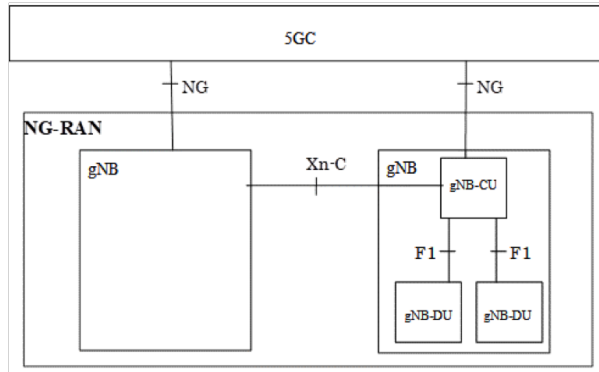 5GC
NG
NG
NG-RAN
gNB
Xn-C
gNB
gNB-CU
F1
F1
gNB-DU
gNB-DU